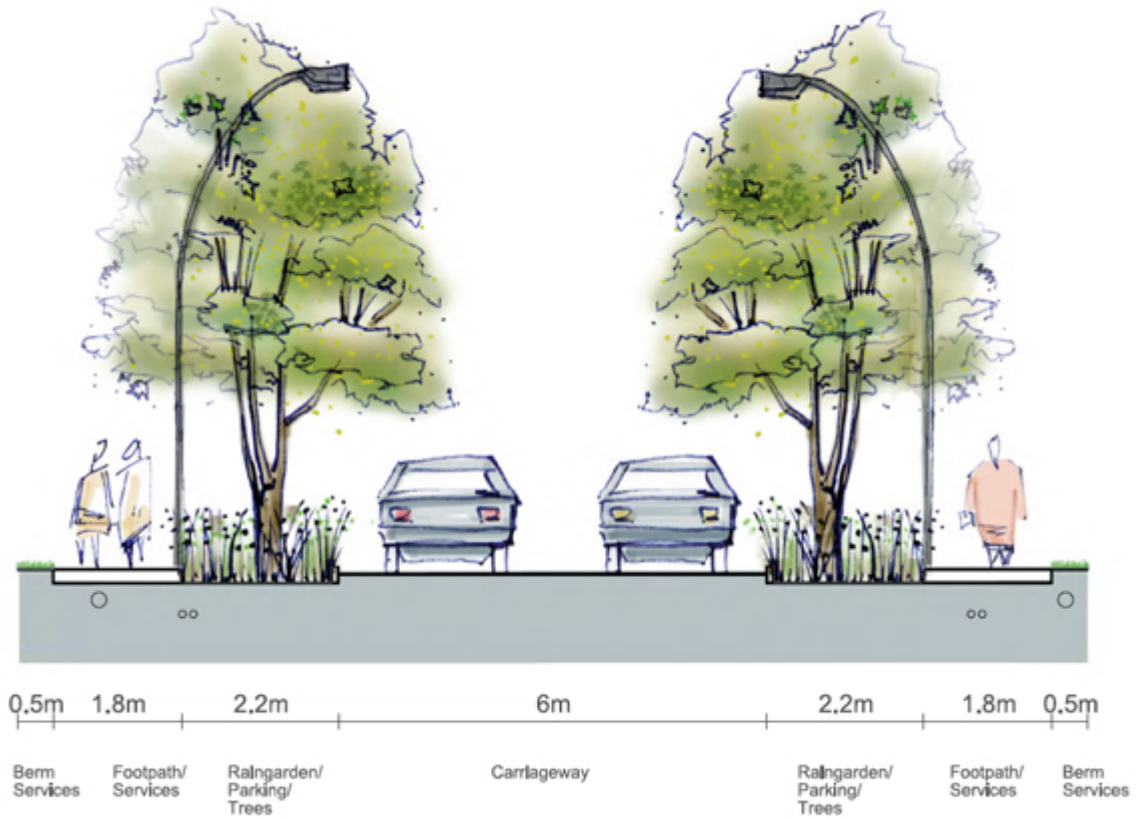 0.5m 1.8m 2.2m 6m 2.2m 1.8m 0.5m
Berm
Services
Footpath/
Services
Raingarden/
Parking/
Trees
Carriageway
Raingarden/
Parking/
Trees
Footpath/
Services
Berm
Services